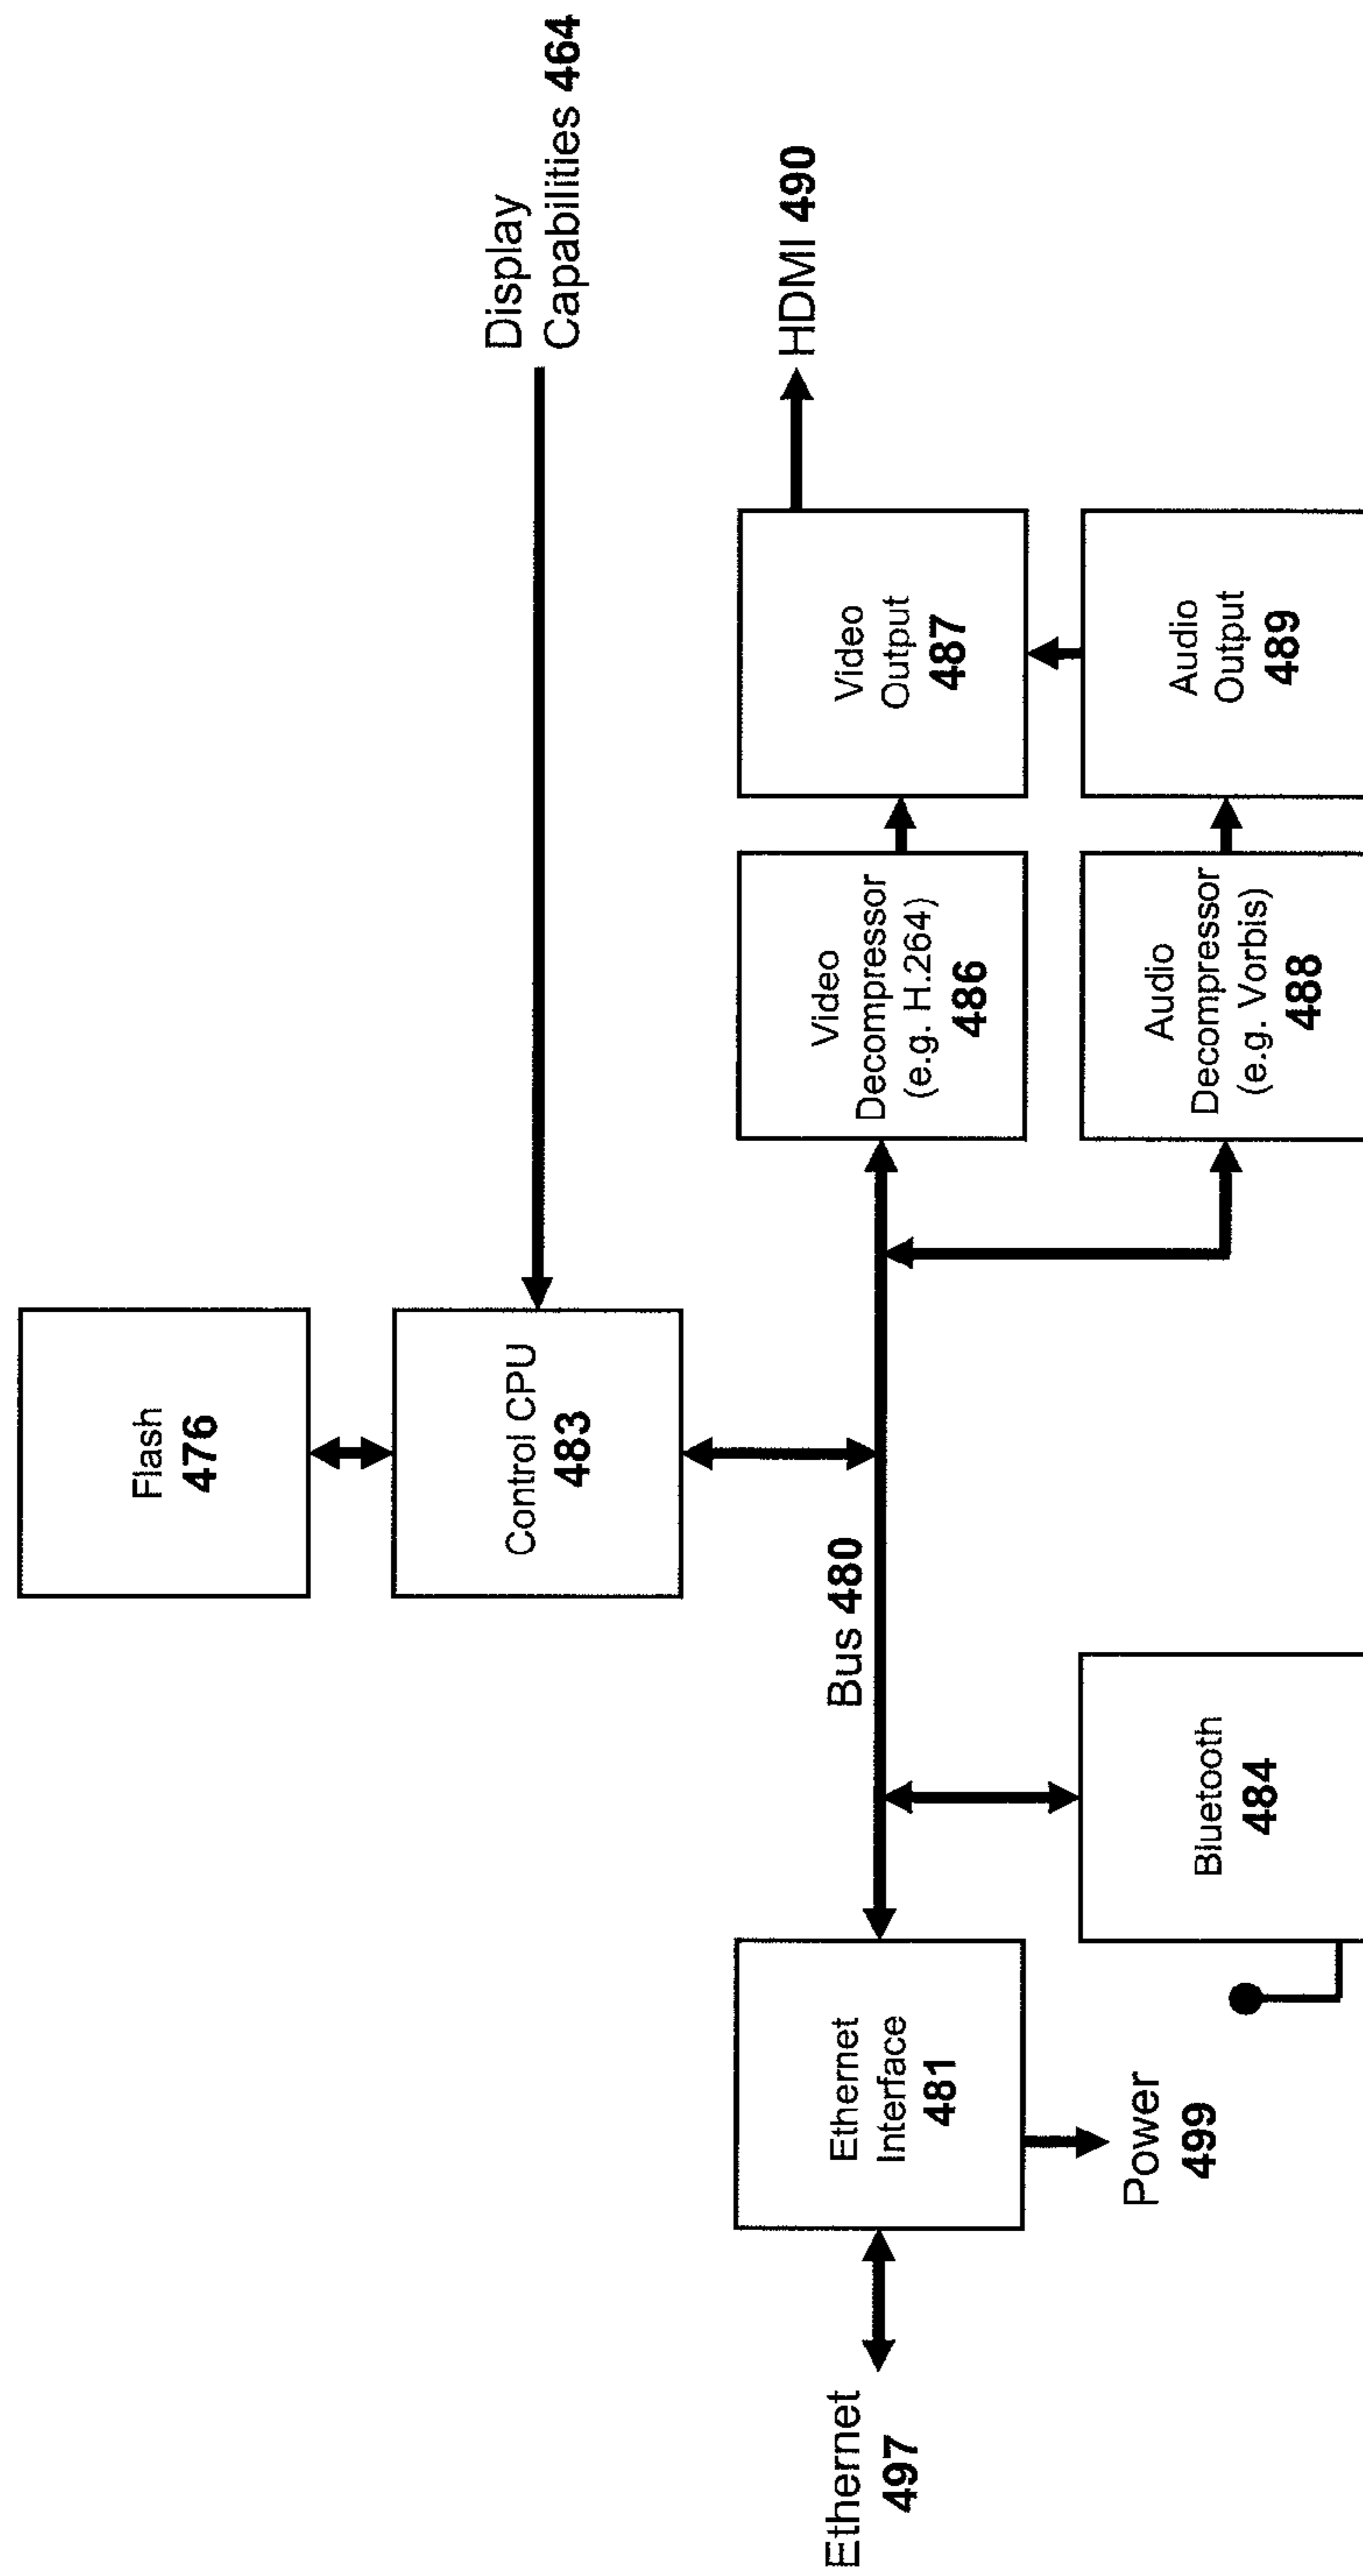 Flash
476
Control CPU
483
Display
Capabilities 464
Ethernet
497
Ethernet
Interface
481
Power
499
Bus 480
Bluetooth
484
Video
Decompressor
(e.g. H.264)
486
Video
Output
487
HDMI 490
Audio
Decompressor
(e.g. Vorbis)
488
Audio
Output
489